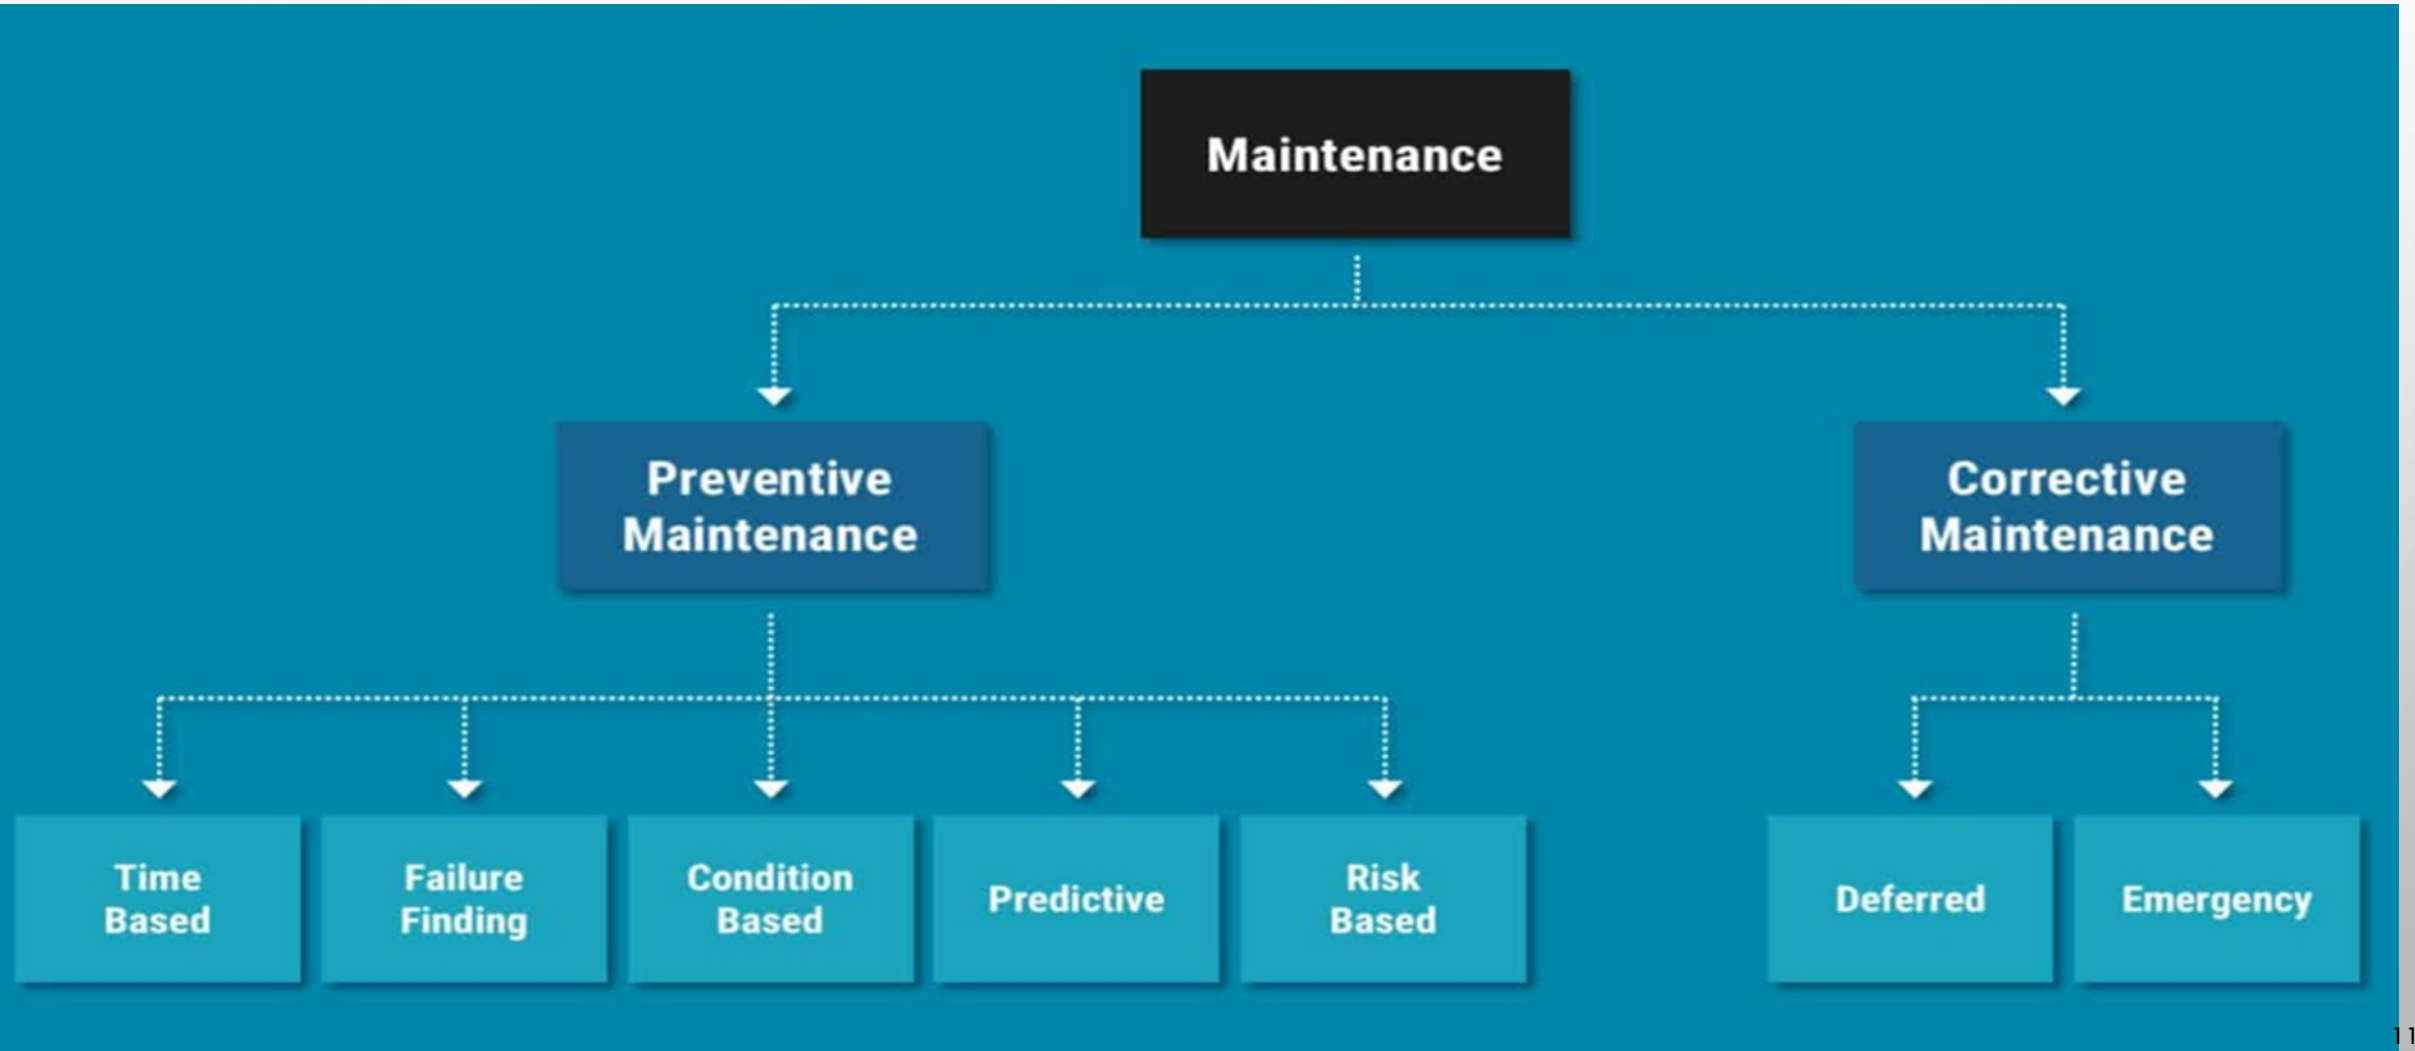 Maintenance
Preventive
Maintenance
Corrective
Maintenance
Time
Based
Failure
Finding
Condition
Based
Predictive
Risk
Based
Deferred
Emergency
11